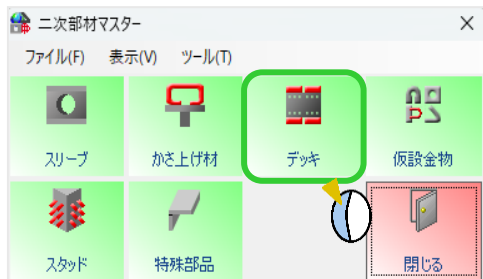 二次部材マスター
ファイル(F) 表示(V) ツール(T)
スリーブ かさ上げ材 デッキ 仮設金物
スタッド 特殊部品 閉じる